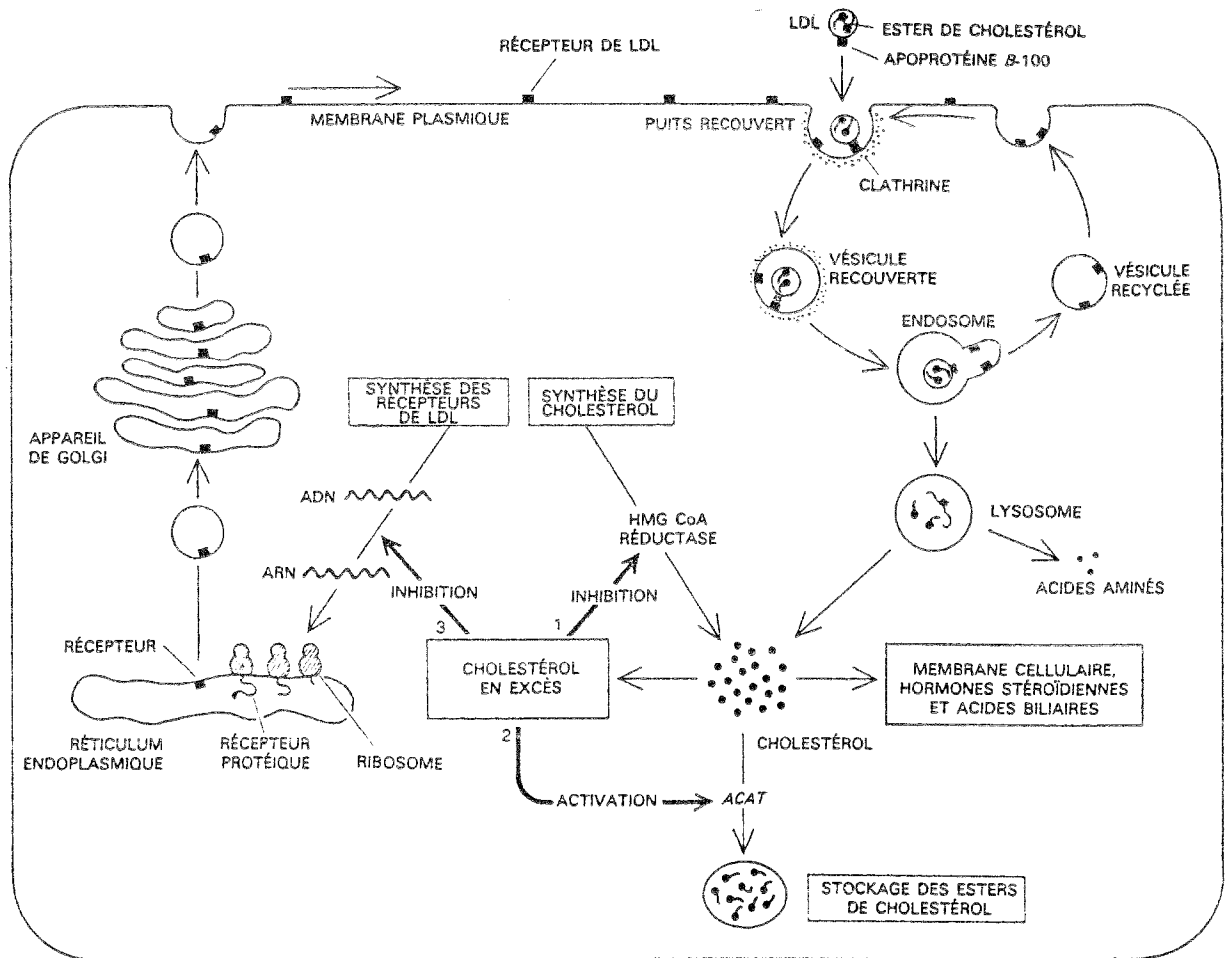 LDL
ESTER DE CHOLESTÉROL
APOPROTÉINE B-100
RÉCEPTEUR DE LDL
MEMBRANE PLASMIQUE
PUITS RECOUVERT
CLATHRINE
VÉSICULE
RECOUVERTE
VÉSICULE
RECYCLÉE
ENDOSOME
SYNTHÈSE DES
RÉCEPTEURS
DE LDL
SYNTHÈSE DU
CHOLESTÉROL
APPAREIL
DE GOLGI
ADN
HMG CoA
RÉDUCTASE
LYSOSOME
ARN
INHIBITION
INHIBITION
ACIDES AMINÉS
3
1
RÉCEPTEUR
CHOLESTÉROL
EN EXCÈS
MEMBRANE CELLULAIRE,
HORMONES STÉROÏDIENNES
ET ACIDES BILIAIRES
2
CHOLESTÉROL
RÉTICULUM
ENDOPLASMIQUE
RÉCEPTEUR
PROTÉIQUE
RIBOSOME
ACTIVATION
ACAT
STOCKAGE DES ESTERS
DE CHOLESTÉROL